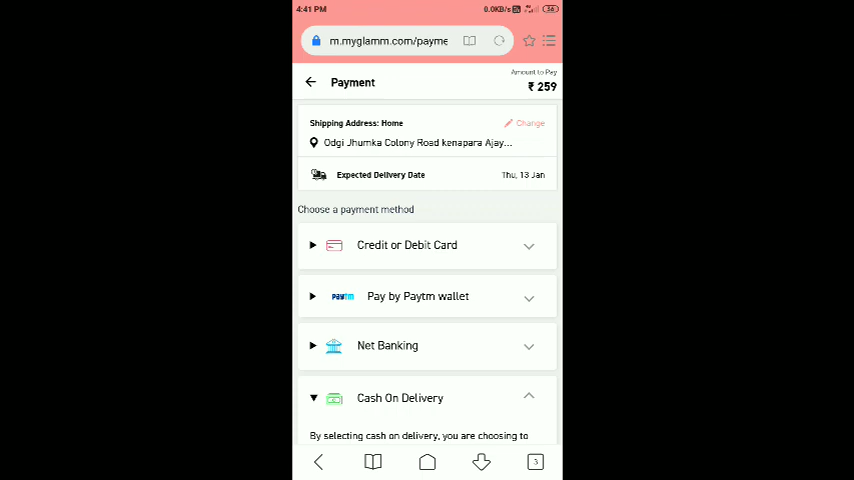 4:41 PM
0.0KB/s
36
m.myglamm.com/payme
Payment
Amount to Pay
₹ 259
Shipping Address: Home
Change
Odgi Jhumka Colony Road kenapara Ajay...
Expected Delivery Date
Thu, 13 Jan
Choose a payment method
Credit or Debit Card
paytm
Pay by Paytm wallet
Net Banking
Cash On Delivery
By selecting cash on delivery, you are choosing to
3